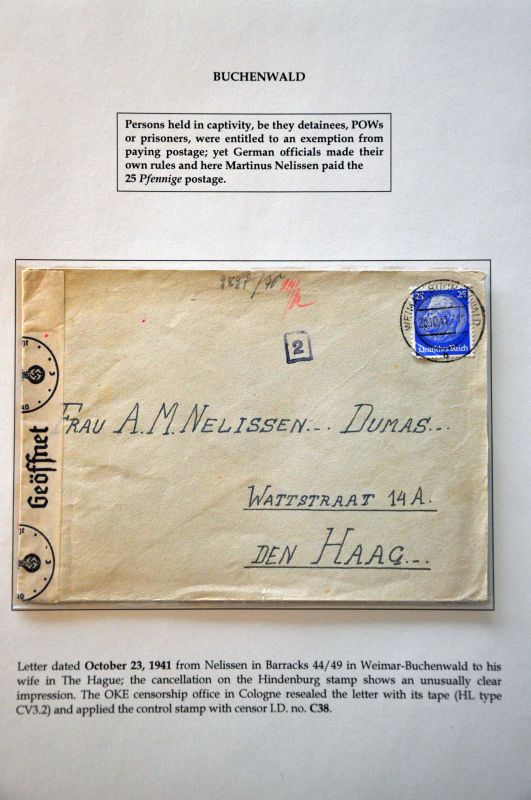 BUCHENWALD
Persons held in captivity, be they detainees, POWs
or prisoners, were entitled to an exemption from
paying postage; yet German officials made their
own rules and here Martinus Nelissen paid the
25 Pfennige postage.
25 25
Deutsches Reich
2
Geöffnet
FRAU A.M. NELISSEN... DUMAS...
WATTSTRAAT 14A.
DEN HAAG...
Letter dated October 23, 1941 from Nelissen in Barracks 44/49 in Weimar-Buchenwald to his
wife in The Hague; the cancellation on the Hindenburg stamp shows an unusually clear
impression. The OKE censorship office in Cologne resealed the letter with its tape (HL type
CV3.2) and applied the control stamp with censor I.D. no. C38.